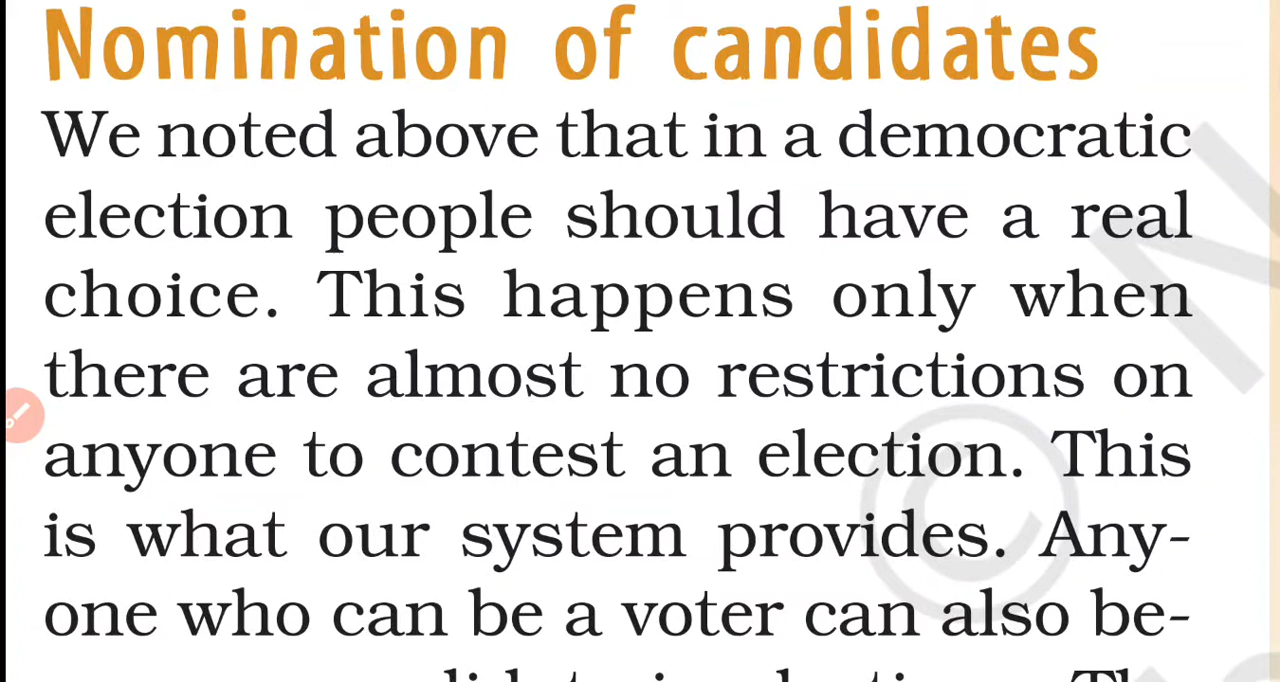 Nomination of candidates
We noted above that in a democratic
election people should have a real
choice. This happens only when
there are almost no restrictions on
anyone to contest an election. This
is what our system provides. Any-
one who can be a voter can also be-